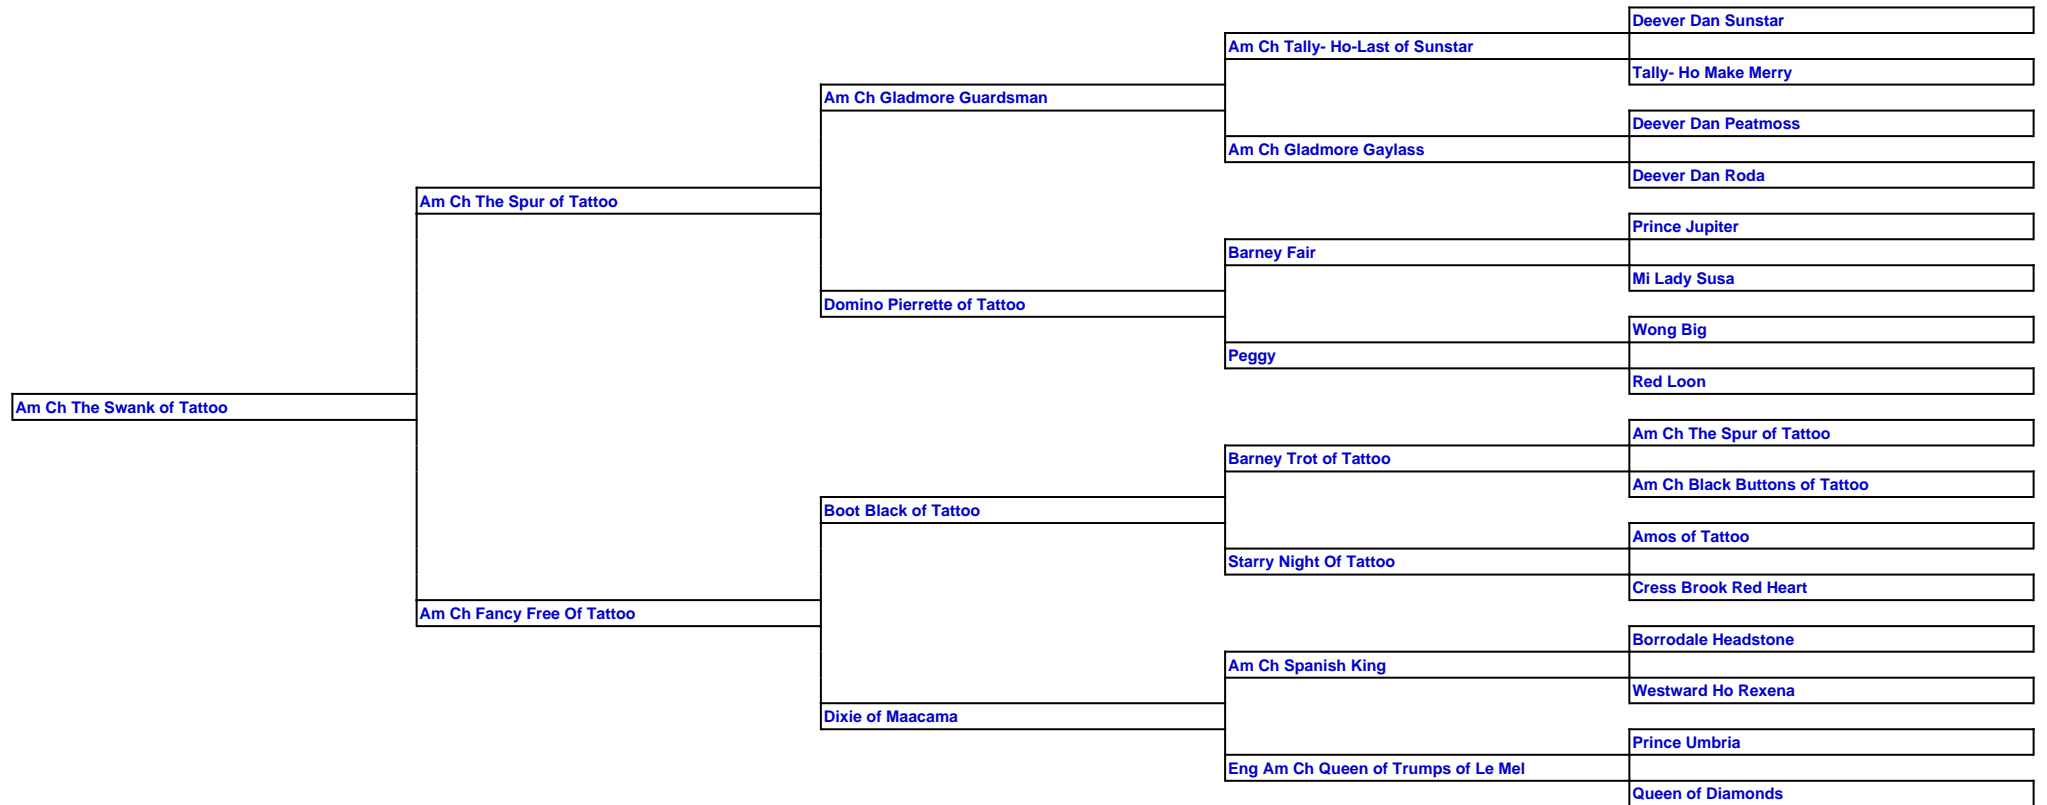 Deever Dan Sunstar
Am Ch Tally- Ho-Last of Sunstar
Tally- Ho Make Merry
Am Ch Gladmore Guardsman
Deever Dan Peatmoss
Am Ch Gladmore Gaylass
Deever Dan Roda
Am Ch The Spur of Tattoo
Prince Jupiter
Barney Fair
Mi Lady Susa
Domino Pierrette of Tattoo
Wong Big
Peggy
Red Loon
Am Ch The Swank of Tattoo
Am Ch The Spur of Tattoo
Barney Trot of Tattoo
Am Ch Black Buttons of Tattoo
Boot Black of Tattoo
Amos of Tattoo
Starry Night Of Tattoo
Cress Brook Red Heart
Am Ch Fancy Free Of Tattoo
Borrodale Headstone
Am Ch Spanish King
Westward Ho Rexena
Dixie of Maacama
Prince Umbria
Eng Am Ch Queen of Trumps of Le Mel
Queen of Diamonds